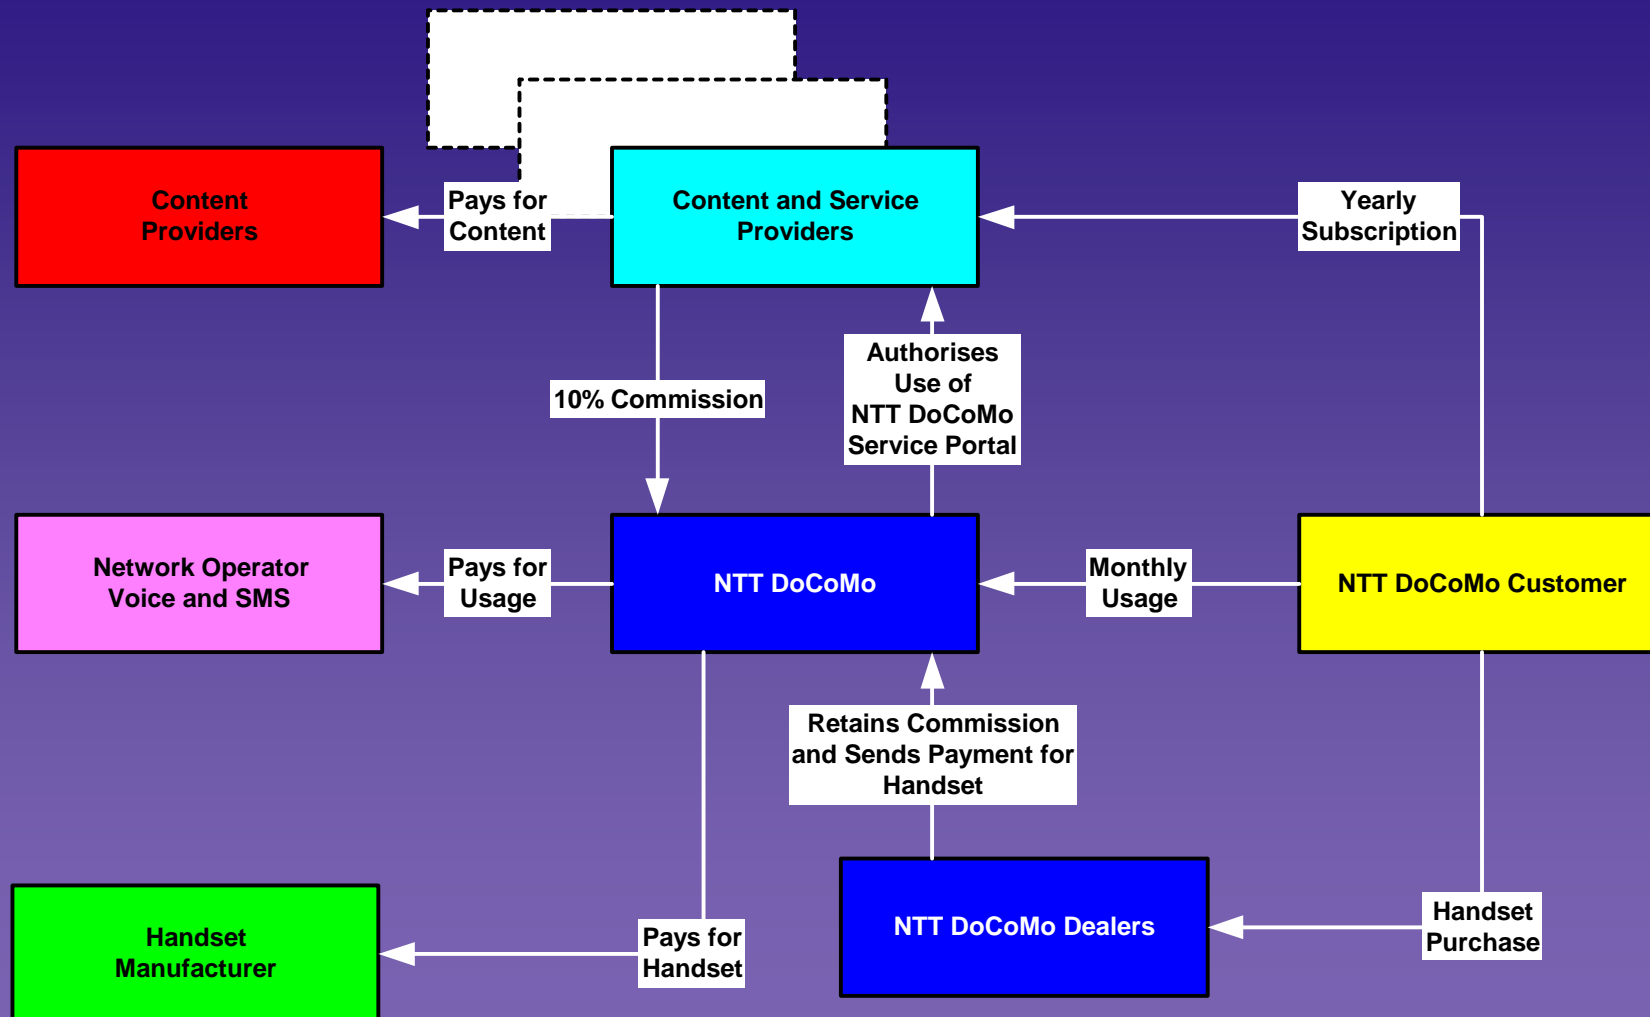 Content
Providers
Pays for
Content
Content and Service
Providers
Yearly
Subscription
10% Commission
Authorises
Use of
NTT DoCoMo
Service Portal
Network Operator
Voice and SMS
Pays for
Usage
NTT DoCoMo
Monthly
Usage
NTT DoCoMo Customer
Retains Commission
and Sends Payment for
Handset
Handset
Manufacturer
Pays for
Handset
NTT DoCoMo Dealers
Handset
Purchase